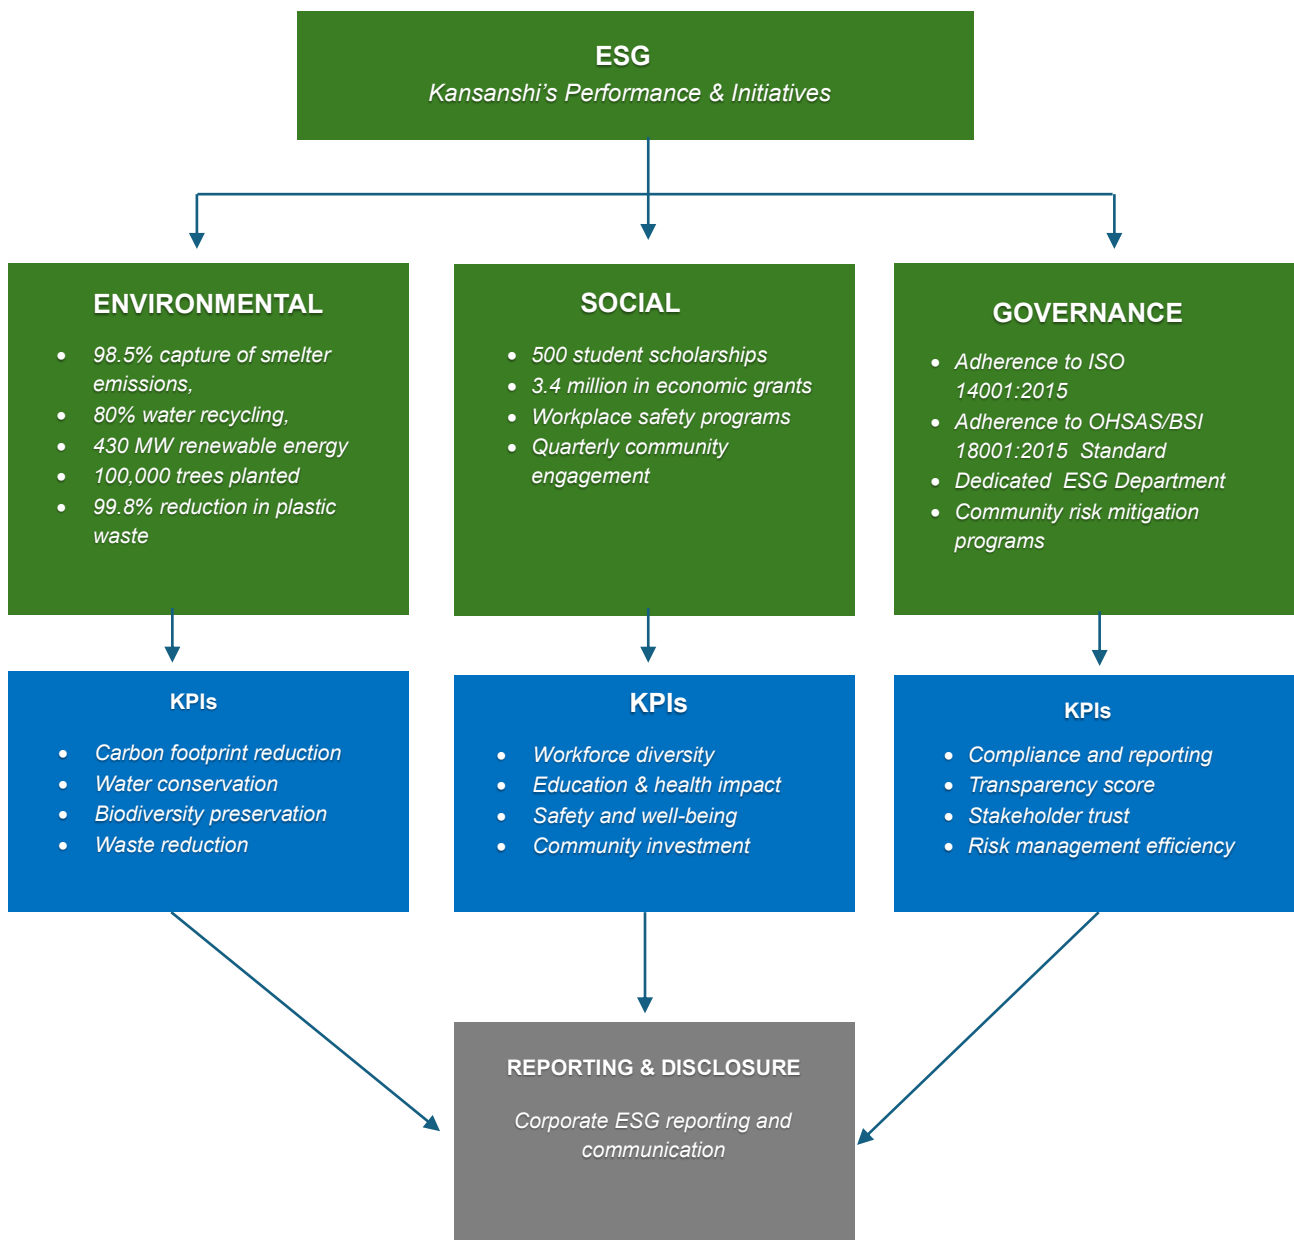 ESG
Kansanshi's Performance & Initiatives
ENVIRONMENTAL
• 98.5% capture of smelter
emissions,
• 80% water recycling,
• 430 MW renewable energy
• 100,000 trees planted
• 99.8% reduction in plastic
waste
SOCIAL
• 500 student scholarships
• 3.4 million in economic grants
• Workplace safety programs
• Quarterly community
engagement
GOVERNANCE
• Adherence to ISO
14001:2015
• Adherence to OHSAS/BSI
18001:2015 Standard
• Dedicated ESG Department
• Community risk mitigation
programs
KPIs
• Carbon footprint reduction
• Water conservation
• Biodiversity preservation
• Waste reduction
KPIs
• Workforce diversity
• Education & health impact
• Safety and well-being
• Community investment
KPIs
• Compliance and reporting
• Transparency score
• Stakeholder trust
• Risk management efficiency
REPORTING & DISCLOSURE
Corporate ESG reporting and
communication